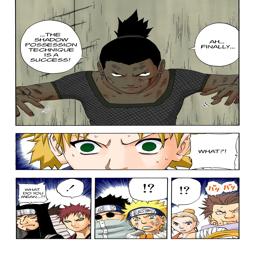 AH...
FINALLY...
...THE
SHADOW
POSSESSION
TECHNIQUE
IS A
SUCCESS!
WHAT?!
!?
!?
!
WHAT DO
YOU
MEAN...?